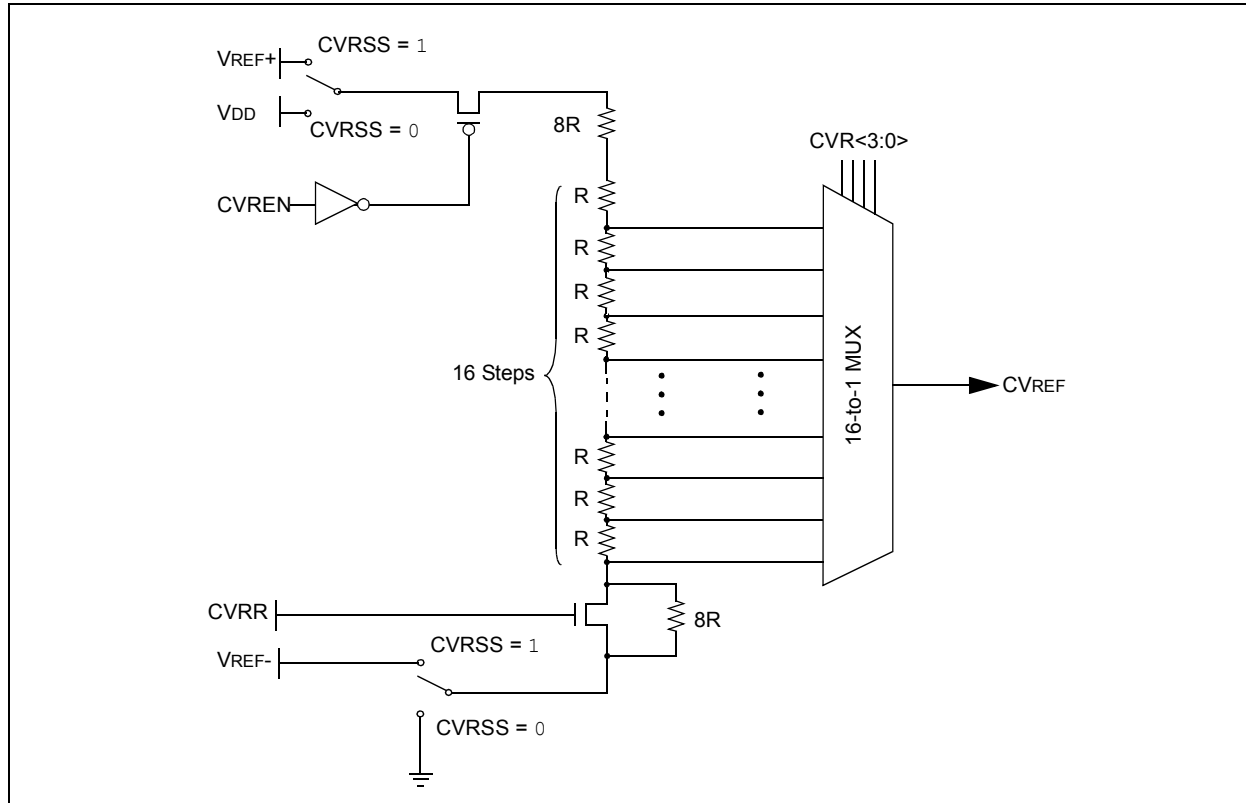 CVRSS = 1
VREF+
VDD
CVRSS = 0
8R
CVR<3:0>
CVREN
R
R
R
R
16 Steps
16-to-1 MUX
CVREF
R
R
R
CVRR
8R
CVRSS = 1
VREF-
CVRSS = 0